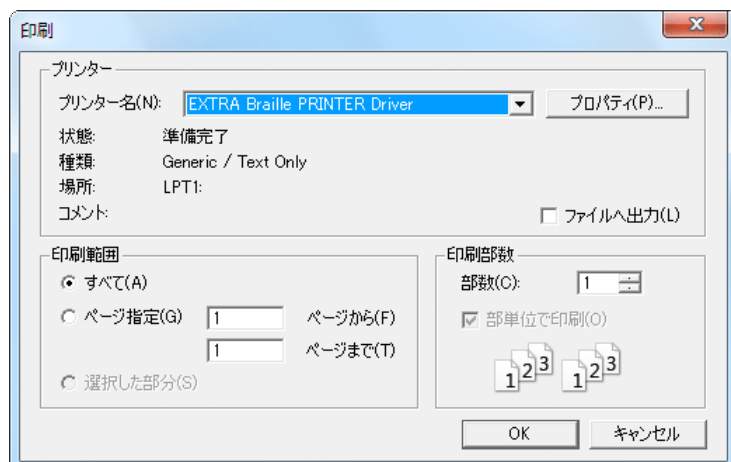 印刷
プリンター
プリンター名(N): EXTRA Braille PRINTER Driver プロパティ(P)...
状態: 準備完了
種類: Generic / Text Only
場所: LPT1:
コメント: ファイルへ出力(L)
印刷範囲
すべて(A)
ページ指定(G) 1 ページから(F)
1 ページまで(T)
選択した部分(S)
印刷部数
部数(C): 1
部単位で印刷(O)
1 2 3 1 2 3
OK キャンセル